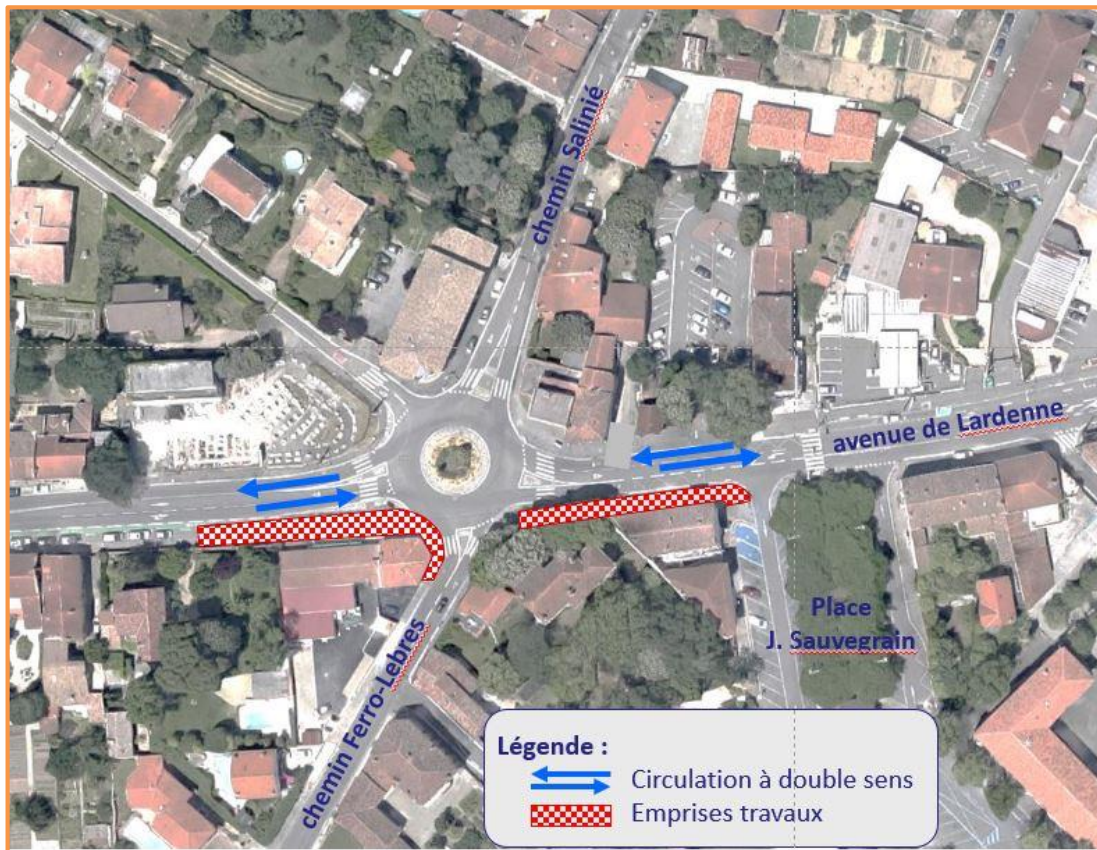 chemin Salinié
avenue de Lardenne
Place
J. Sauvegrain
chemin Ferro-Lebres
Légende :
Circulation à double sens
Emprises travaux